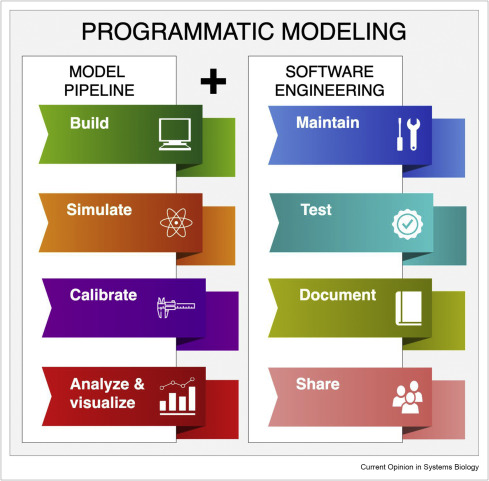 PROGRAMMATIC MODELING
MODEL
PIPELINE
+
SOFTWARE
ENGINEERING
Build
Simulate
Calibrate
Analyze &
visualize
Maintain
Test
Document
Share
Current Opinion in Systems Biology